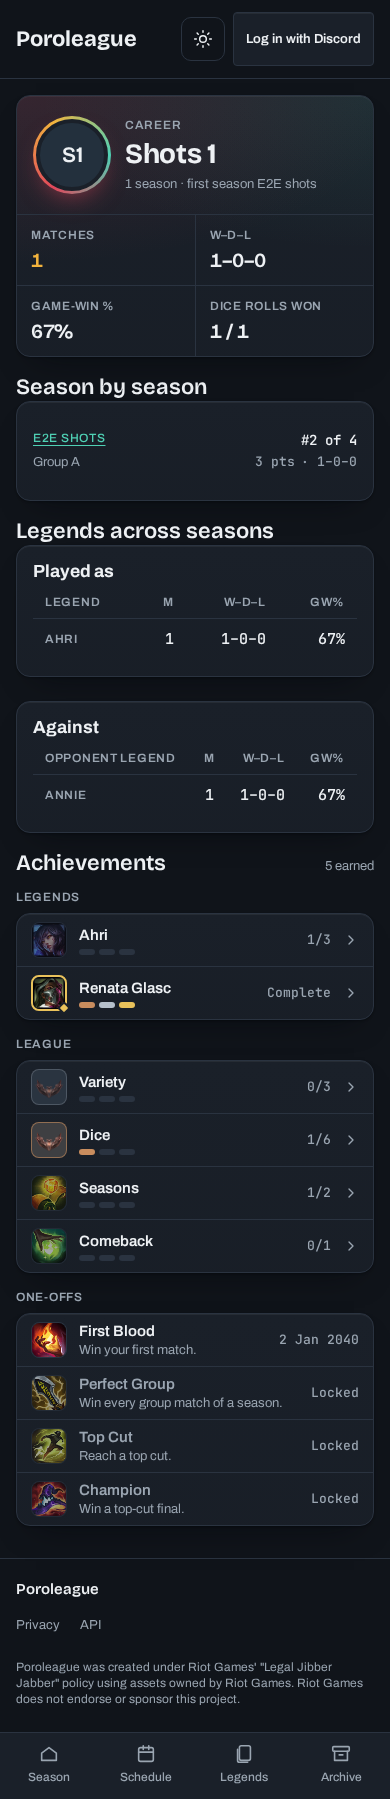 Poroleague
Log in with Discord
S1
CAREER
Shots 1
1 season · first season E2E shots
MATCHES
1
W–D–L
1–0–0
GAME-WIN %
67%
DICE ROLLS WON
1 / 1
Season by season
E2E SHOTS
#2 of 4
Group A
3 pts · 1–0–0
Legends across seasons
Played as
LEGEND M W–D–L GW%
AHRI 1 1–0–0 67%
Against
OPPONENT LEGEND M W–D–L GW%
ANNIE 1 1–0–0 67%
Achievements
5 earned
LEGENDS
Ahri
1/3
Renata Glasc
Complete
LEAGUE
Variety
0/3
Dice
1/6
Seasons
1/2
Comeback
0/1
ONE-OFFS
First Blood
Win your first match.
2 Jan 2040
Perfect Group
Win every group match of a season.
Locked
Top Cut
Reach a top cut.
Locked
Champion
Win a top-cut final.
Locked
Poroleague
Privacy API
Poroleague was created under Riot Games' "Legal Jibber
Jabber" policy using assets owned by Riot Games. Riot Games
does not endorse or sponsor this project.
Season Schedule Legends Archive